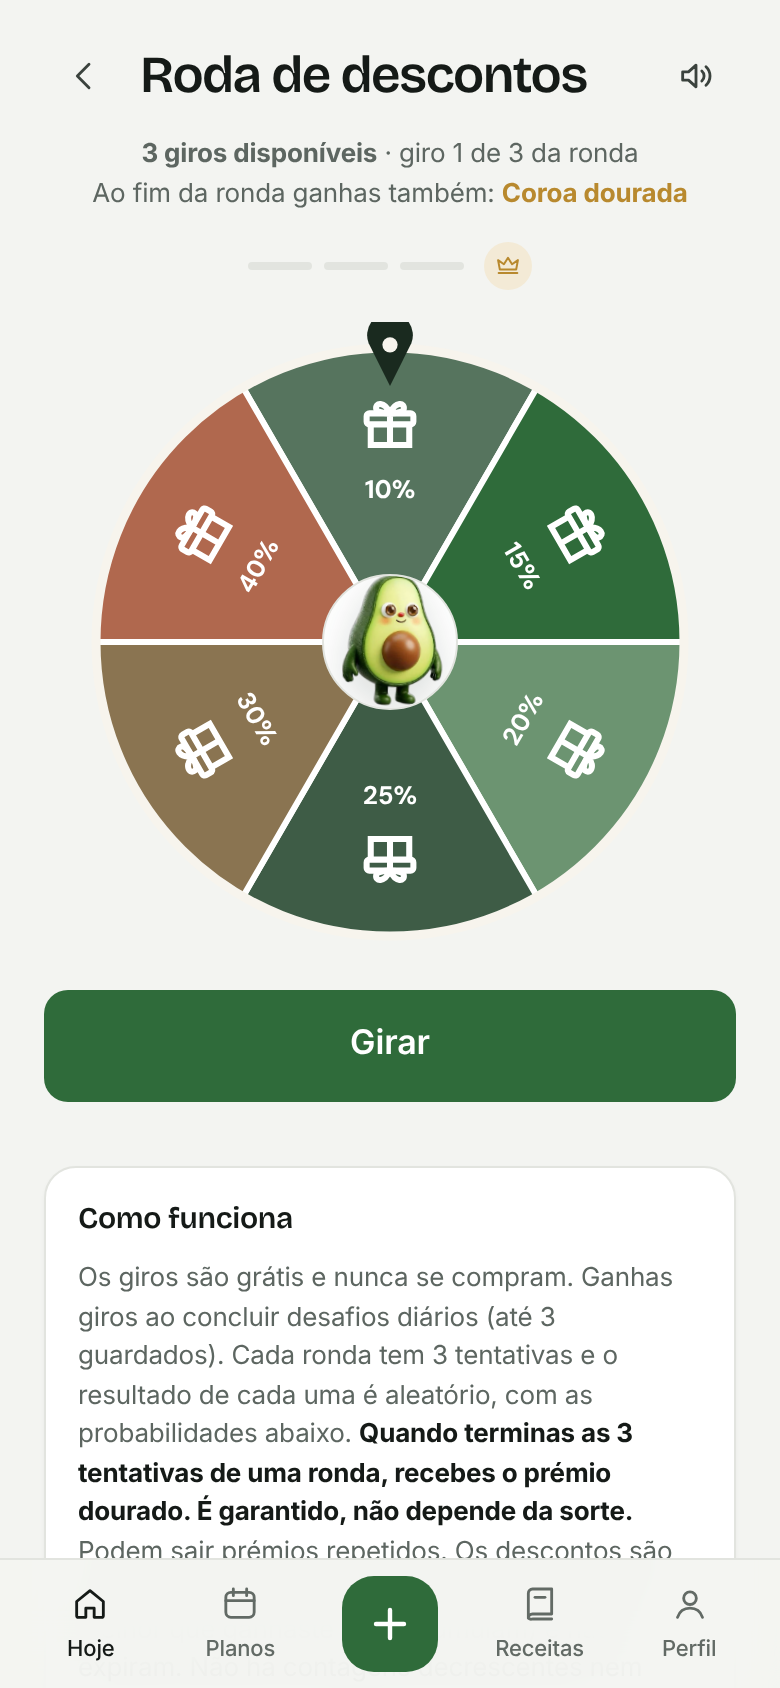 Roda de descontos
3 giros disponíveis · giro 1 de 3 da ronda
Ao fim da ronda ganhas também: Coroa dourada
10%
15%
40%
30%
20%
25%
Girar
Como funciona
Os giros são grátis e nunca se compram. Ganhas
giros ao concluir desafios diários (até 3
guardados). Cada ronda tem 3 tentativas e o
resultado de cada uma é aleatório, com as
probabilidades abaixo. Quando terminas as 3
tentativas de uma ronda, recebes o prémio
dourado. É garantido, não depende da sorte.
Podem sair prémios repetidos. Os descontos são
Hoje
Planos
Receitas
Perfil